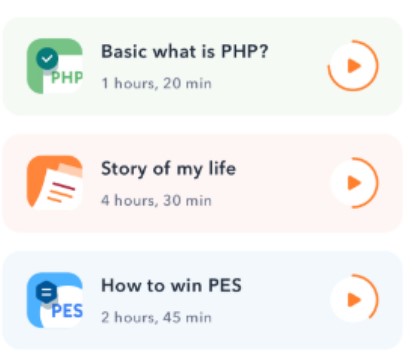 Basic what is PHP?
PHP
1 hours, 20 min
Story of my life
4 hours, 30 min
How to win PES
PES
2 hours, 45 min